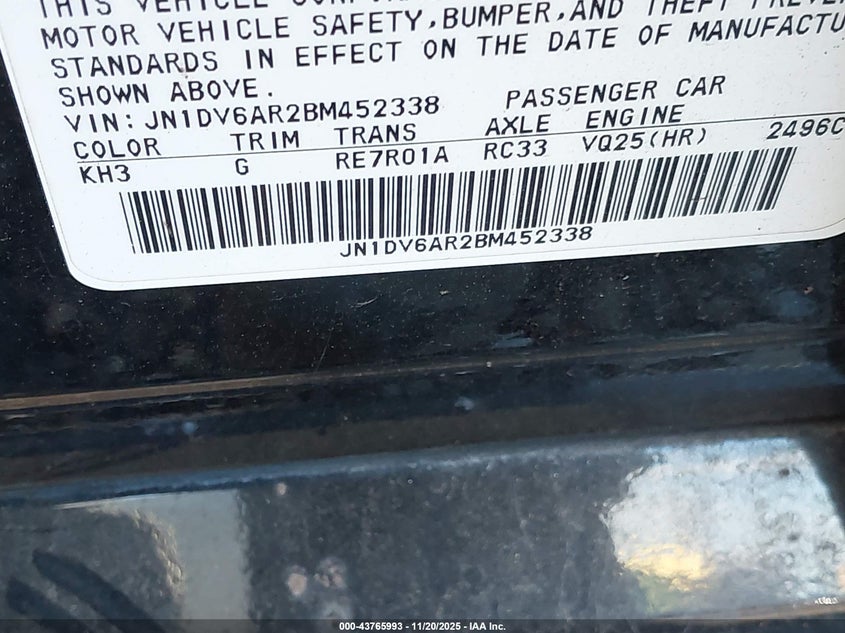 THIS VEHICLE
MOTOR VEHICLE SAFETY, BUMPER, AND THEFT
STANDARDS IN EFFECT ON THE DATE OF MANUFACTU
SHOWN ABOVE.
VIN: JN1DV6AR2BM452338 PASSENGER CAR
COLOR TRIM TRANS AXLE ENGINE
KH3 G RE7R01A RC33 VQ25(HR) 2496C
JN1DV6AR2BM452338
000-43765993 - 11/20/2025 - IAA Inc.